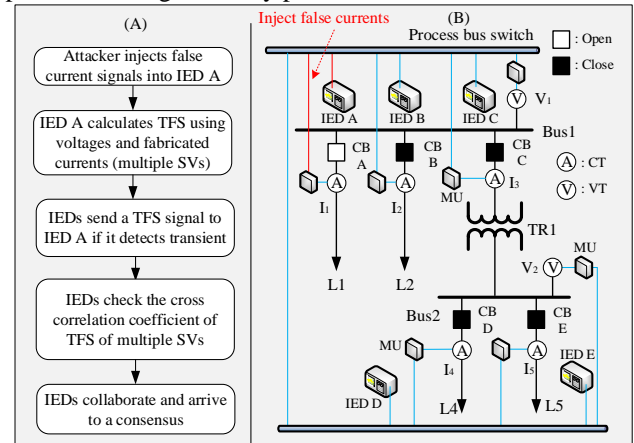 (A)
Attacker injects false
current signals into IED A
IED A calculates TFS using
voltages and fabricated
currents (multiple SVs)
IEDs send a TFS signal to
IED A if it detects transient
IEDs check the cross
correlation coefficient of
TFS of multiple SVs
IEDs collaborate and arrive
to a consensus
(B)
Inject false currents
Process bus switch
: Open
: Close
IED A
IED B
IED C
V
V1
Bus1
CB
A
CB
B
CB
C
A
: CT
V
: VT
A
I1
A
I2
A
I3
MU
TR1
L1
L2
V2
V
MU
Bus2
CB
D
CB
E
MU
A
I4
A
I5
IED D
IED E
L4
L5